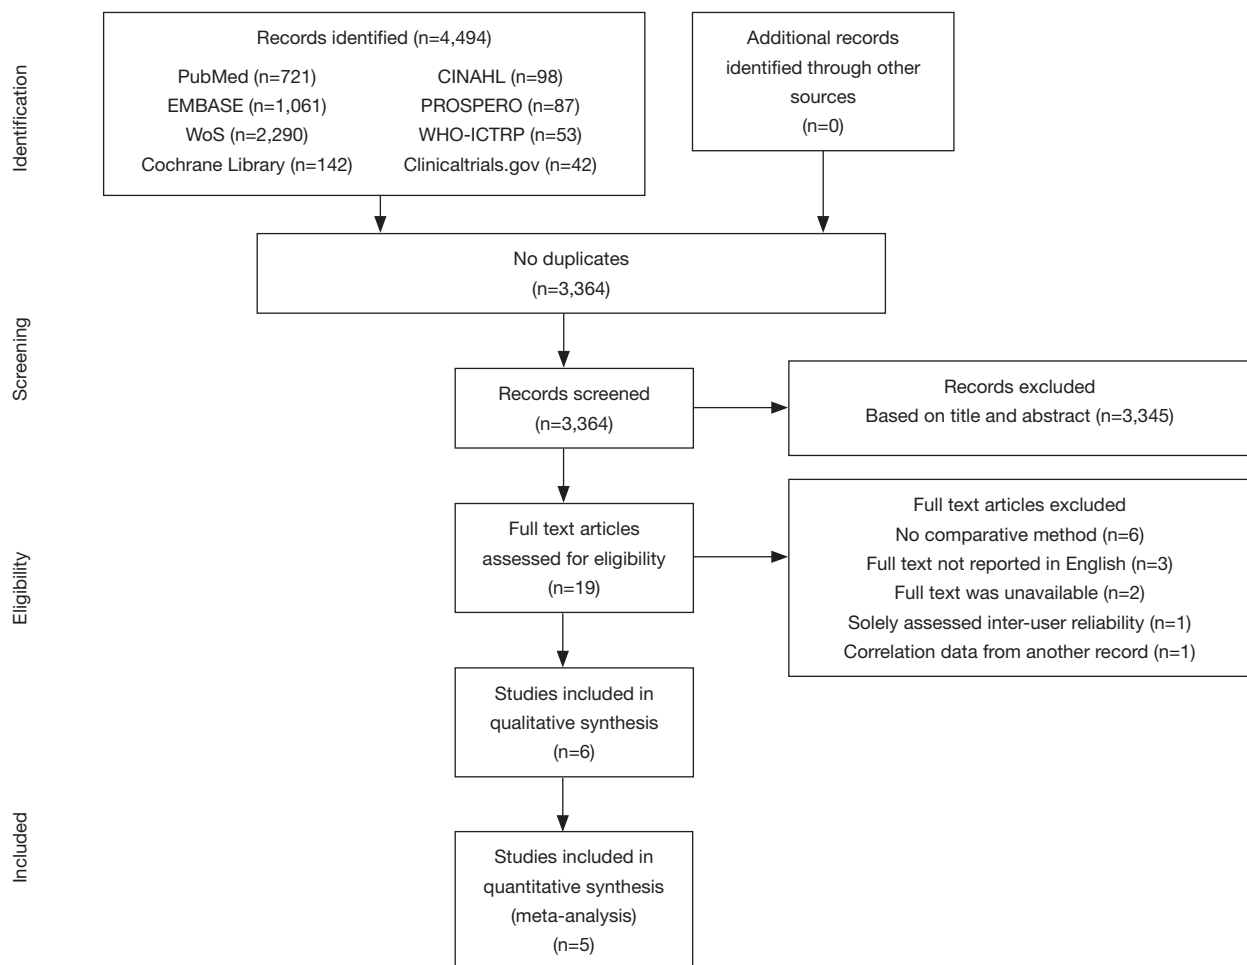 Identification
Records identified (n=4,494)
PubMed (n=721)
EMBASE (n=1,061)
WoS (n=2,290)
Cochrane Library (n=142)
CINAHL (n=98)
PROSPERO (n=87)
WHO-ICTRP (n=53)
Clinicaltrials.gov (n=42)
Additional records
identified through other
sources
(n=0)
No duplicates
(n=3,364)
Screening
Records screened
(n=3,364)
Records excluded
Based on title and abstract (n=3,345)
Eligibility
Full text articles
assessed for eligibility
(n=19)
Full text articles excluded
No comparative method (n=6)
Full text not reported in English (n=3)
Full text was unavailable (n=2)
Solely assessed inter-user reliability (n=1)
Correlation data from another record (n=1)
Studies included in
qualitative synthesis
(n=6)
Included
Studies included in
quantitative synthesis
(meta-analysis)
(n=5)